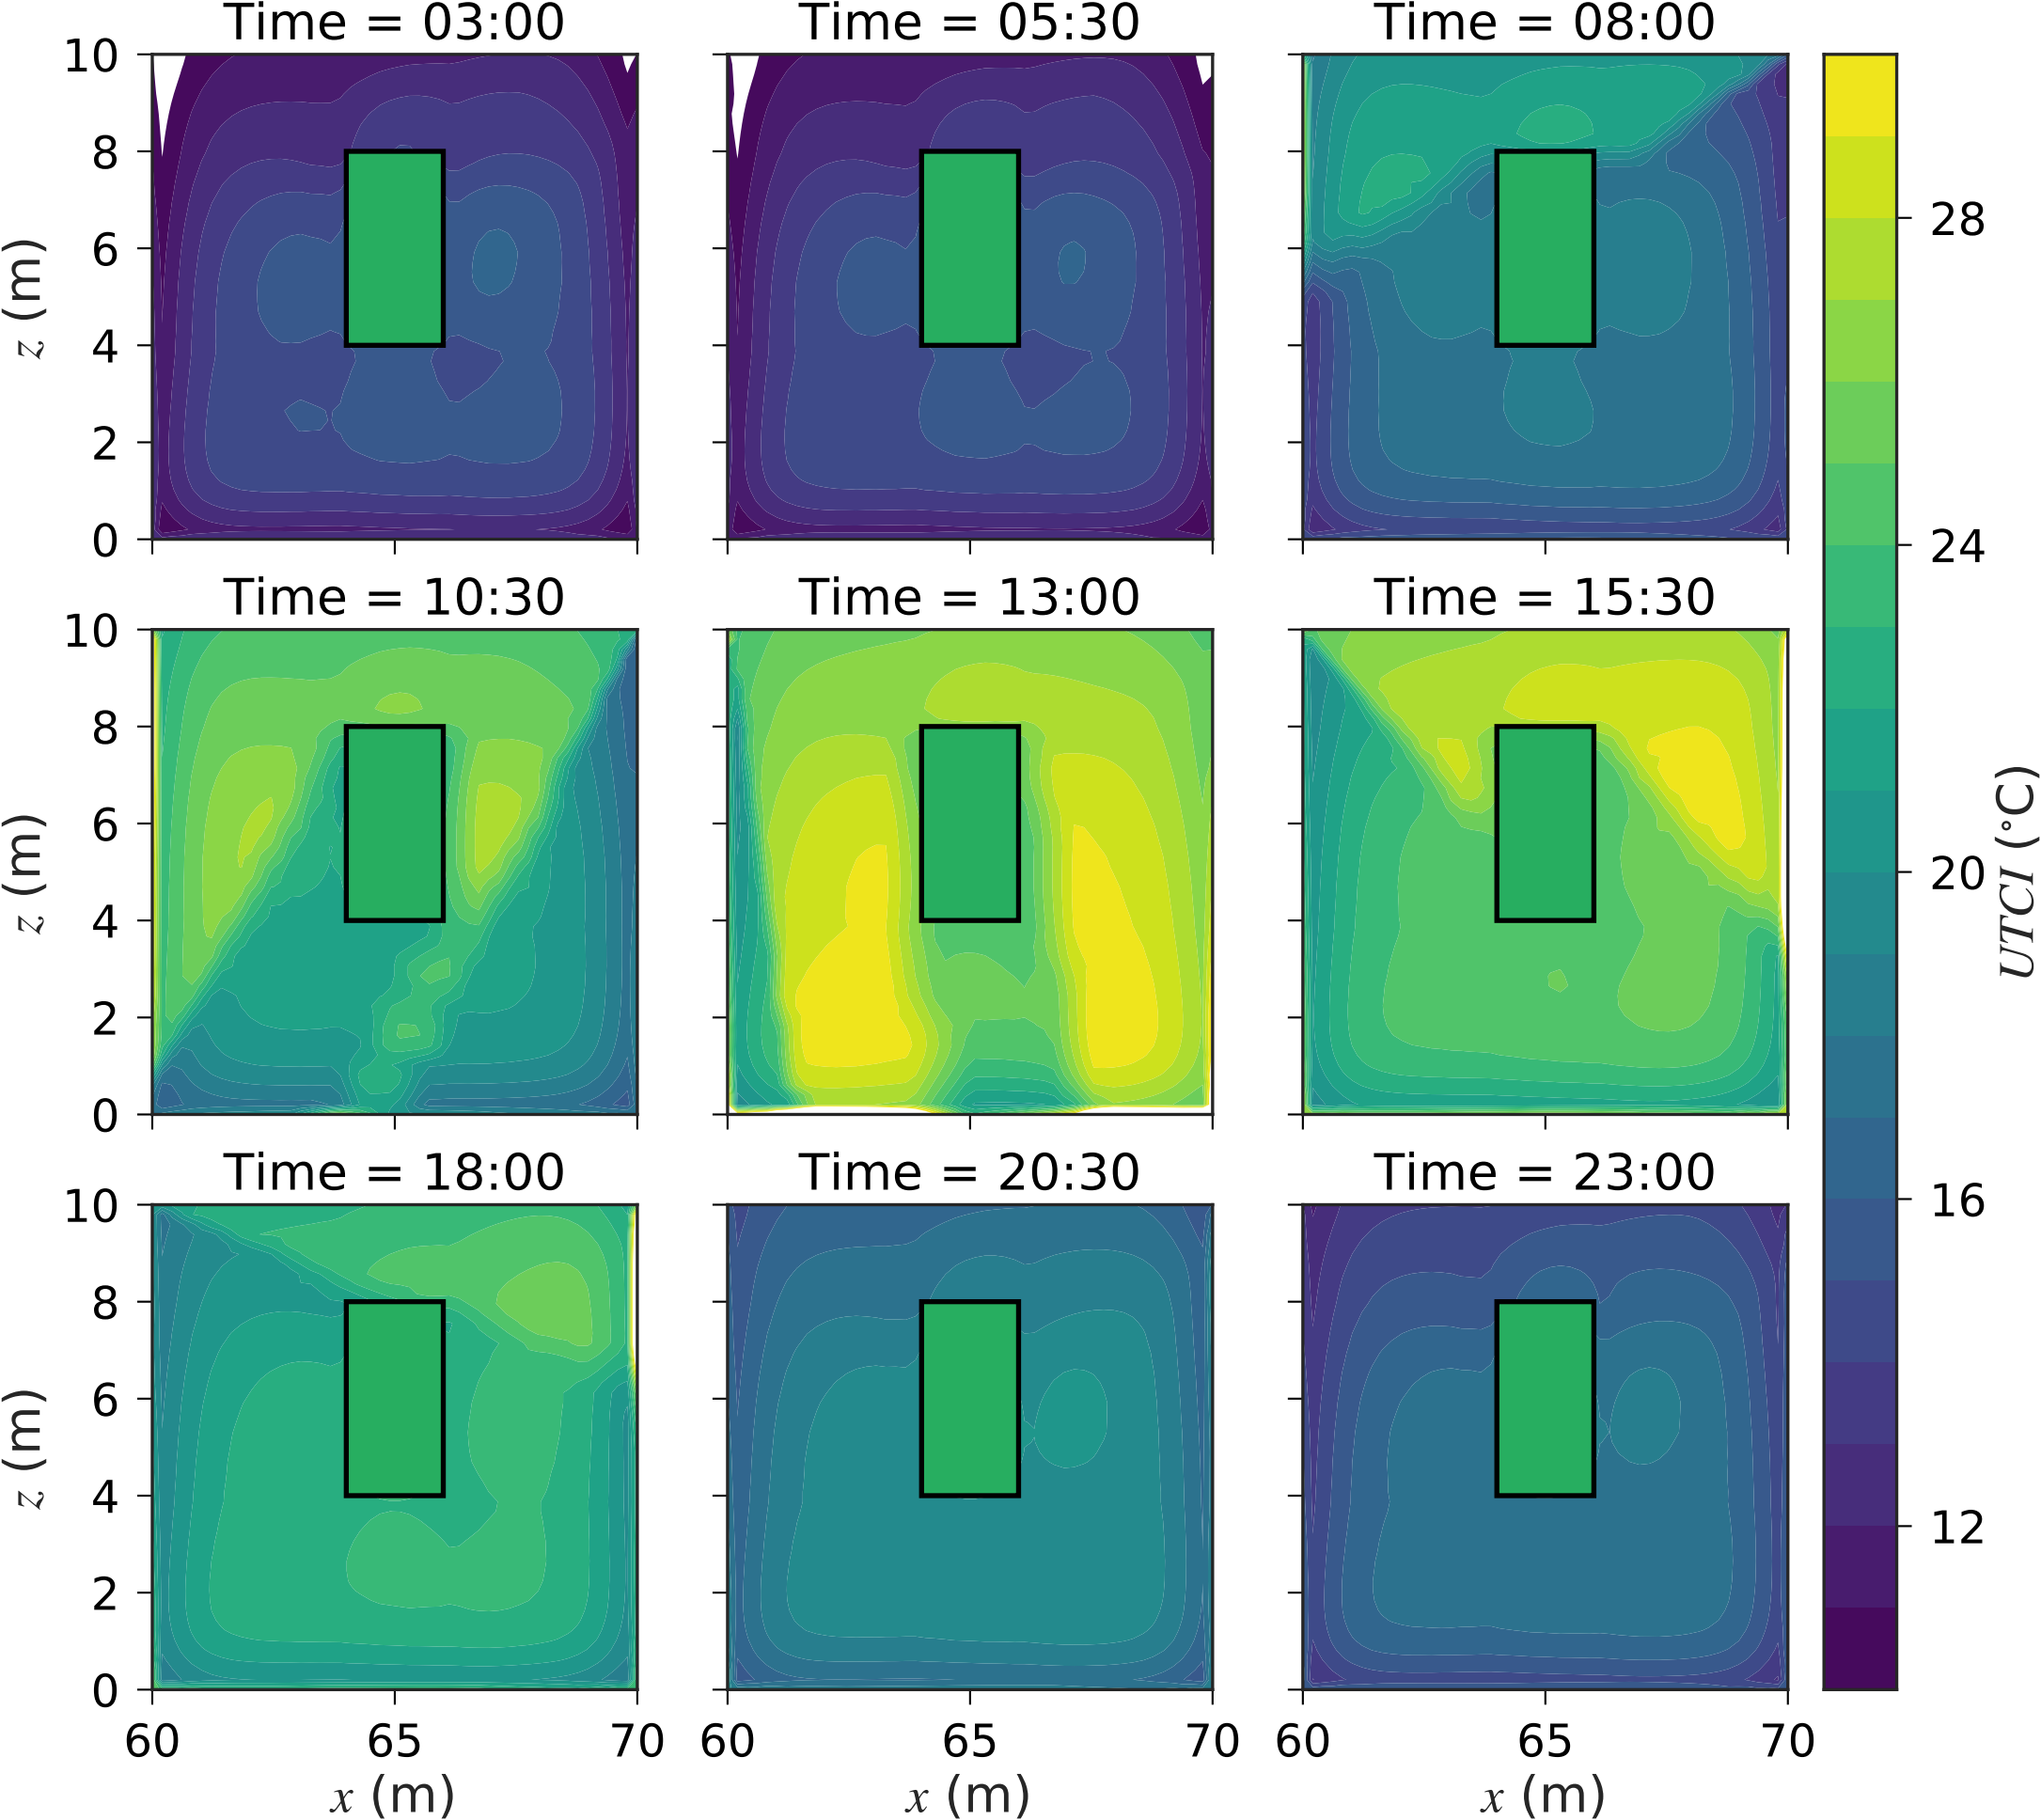 Time = 03:00 Time = 05:30 Time = 08:00
10
8
6
4
2
0
z (m)
Time = 10:30 Time = 13:00 Time = 15:30
10
8
6
4
2
0
z (m)
Time = 18:00 Time = 20:30 Time = 23:00
10
8
6
4
2
0
z (m)
60 65 70 60 65 70 60 65 70
x (m) x (m) x (m)
28
24
20
16
12
UTCI (°C)